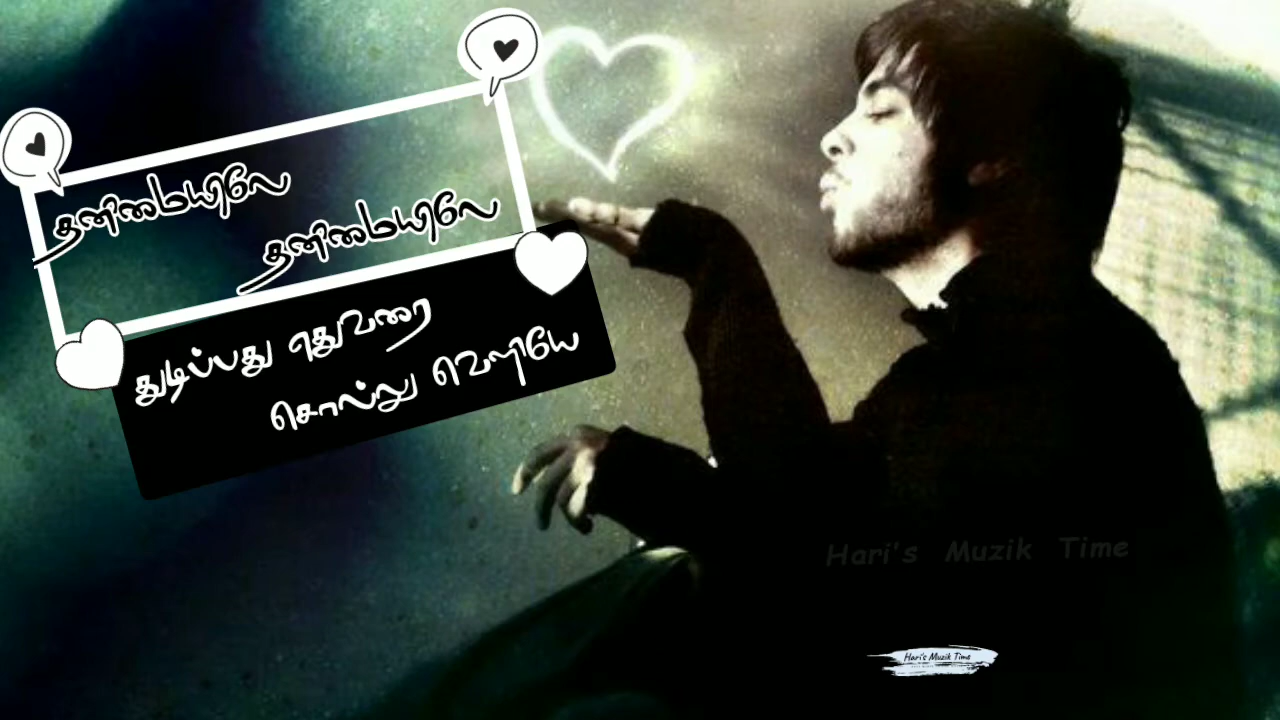 தனிமையிலே
தனிமையிலே
துடிப்பது எதுவரை
சொல்லு வெளியே
Hari's Muzik Time
Hari's Muzik Time